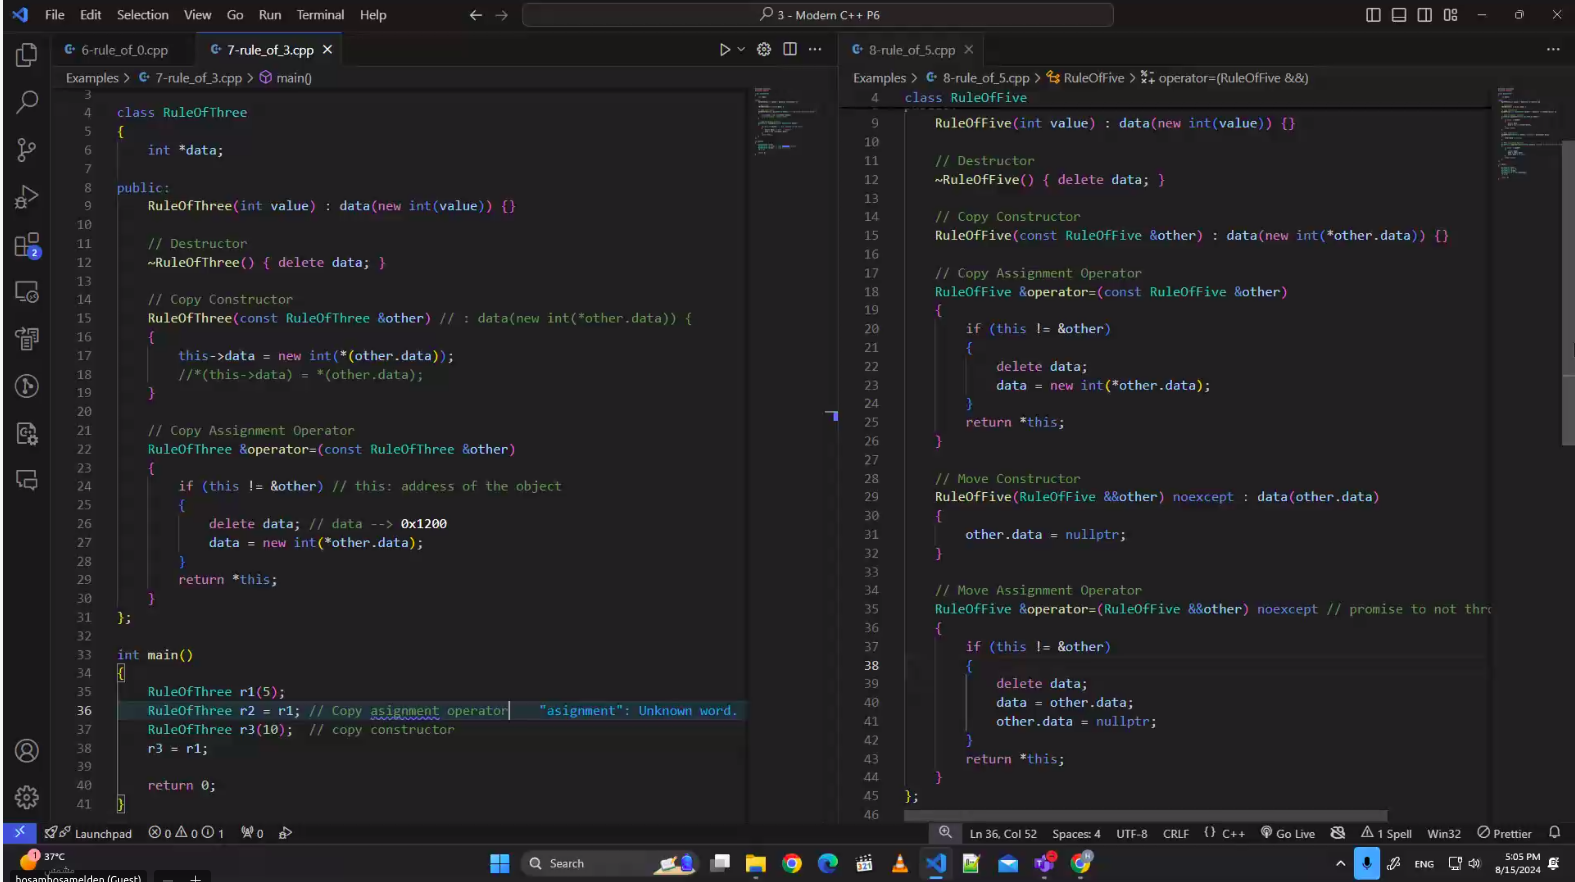 File Edit Selection View Go Run Terminal Help
3 - Modern C++ P6
6-rule_of_0.cpp
7-rule_of_3.cpp
8-rule_of_5.cpp
Examples > 7-rule_of_3.cpp > main()
3
4 class RuleOfThree
5 {
6 int *data;
7
8 public:
9 RuleOfThree(int value) : data(new int(value)) {}
10
11 // Destructor
12 ~RuleOfThree() { delete data; }
13
14 // Copy Constructor
15 RuleOfThree(const RuleOfThree &other) // : data(new int(*other.data)) {
16 {
17 this->data = new int(*(other.data));
18 //*(this->data) = *(other.data);
19 }
20
21 // Copy Assignment Operator
22 RuleOfThree &operator=(const RuleOfThree &other)
23 {
24 if (this != &other) // this: address of the object
25 {
26 delete data; // data --> 0x1200
27 data = new int(*other.data);
28 }
29 return *this;
30 }
31 };
32
33 int main()
34 {
35 RuleOfThree r1(5);
36 RuleOfThree r2 = r1; // Copy asignment operator "asignment": Unknown word.
37 RuleOfThree r3(10); // copy constructor
38 r3 = r1;
39
40 return 0;
41 }
Examples > 8-rule_of_5.cpp > RuleOfFive > operator=(RuleOfFive &&)
4 class RuleOfFive
9 RuleOfFive(int value) : data(new int(value)) {}
10
11 // Destructor
12 ~RuleOfFive() { delete data; }
13
14 // Copy Constructor
15 RuleOfFive(const RuleOfFive &other) : data(new int(*other.data)) {}
16
17 // Copy Assignment Operator
18 RuleOfFive &operator=(const RuleOfFive &other)
19 {
20 if (this != &other)
21 {
22 delete data;
23 data = new int(*other.data);
24 }
25 return *this;
26 }
27
28 // Move Constructor
29 RuleOfFive(RuleOfFive &&other) noexcept : data(other.data)
30 {
31 other.data = nullptr;
32 }
33
34 // Move Assignment Operator
35 RuleOfFive &operator=(RuleOfFive &&other) noexcept // promise to not thr
36 {
37 if (this != &other)
38 {
39 delete data;
40 data = other.data;
41 other.data = nullptr;
42 }
43 return *this;
44 }
45 };
46
2
Launchpad 0 0 1 0 Ln 36, Col 52 Spaces: 4 UTF-8 CRLF {} C++ Go Live 1 Spell Win32 Prettier
1 37°C Search ENG 5:05 PM
8/15/2024
hosamhosamelden (Guest)